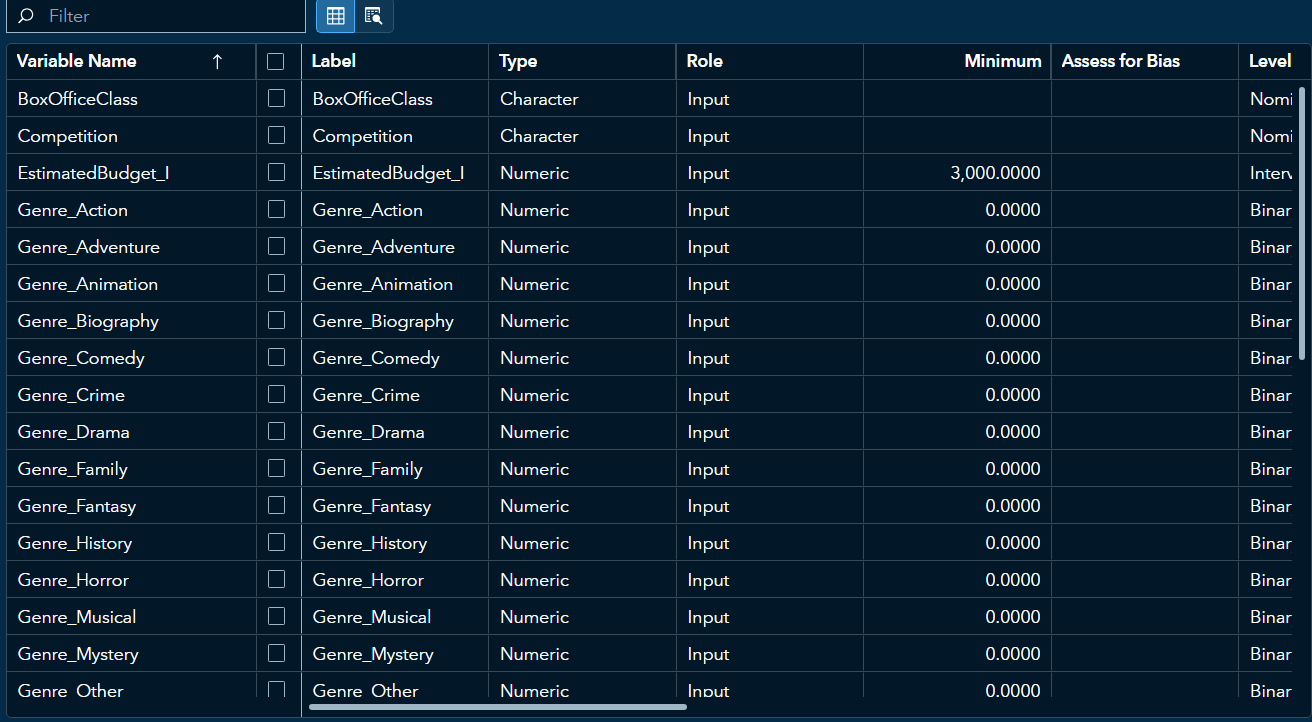 Filter
Variable Name Label Type Role Minimum Assess for Bias Level
BoxOfficeClass BoxOfficeClass Character Input Nomi
Competition Competition Character Input Nomi
EstimatedBudget_I EstimatedBudget_I Numeric Input 3,000.0000 Interv
Genre_Action Genre_Action Numeric Input 0.0000 Binar
Genre_Adventure Genre_Adventure Numeric Input 0.0000 Binar
Genre_Animation Genre_Animation Numeric Input 0.0000 Binar
Genre_Biography Genre_Biography Numeric Input 0.0000 Binar
Genre_Comedy Genre_Comedy Numeric Input 0.0000 Binar
Genre_Crime Genre_Crime Numeric Input 0.0000 Binar
Genre_Drama Genre_Drama Numeric Input 0.0000 Binar
Genre_Family Genre_Family Numeric Input 0.0000 Binar
Genre_Fantasy Genre_Fantasy Numeric Input 0.0000 Binar
Genre_History Genre_History Numeric Input 0.0000 Binar
Genre_Horror Genre_Horror Numeric Input 0.0000 Binar
Genre_Musical Genre_Musical Numeric Input 0.0000 Binar
Genre_Mystery Genre_Mystery Numeric Input 0.0000 Binar
Genre_Other Genre_Other Numeric Input 0.0000 Binar